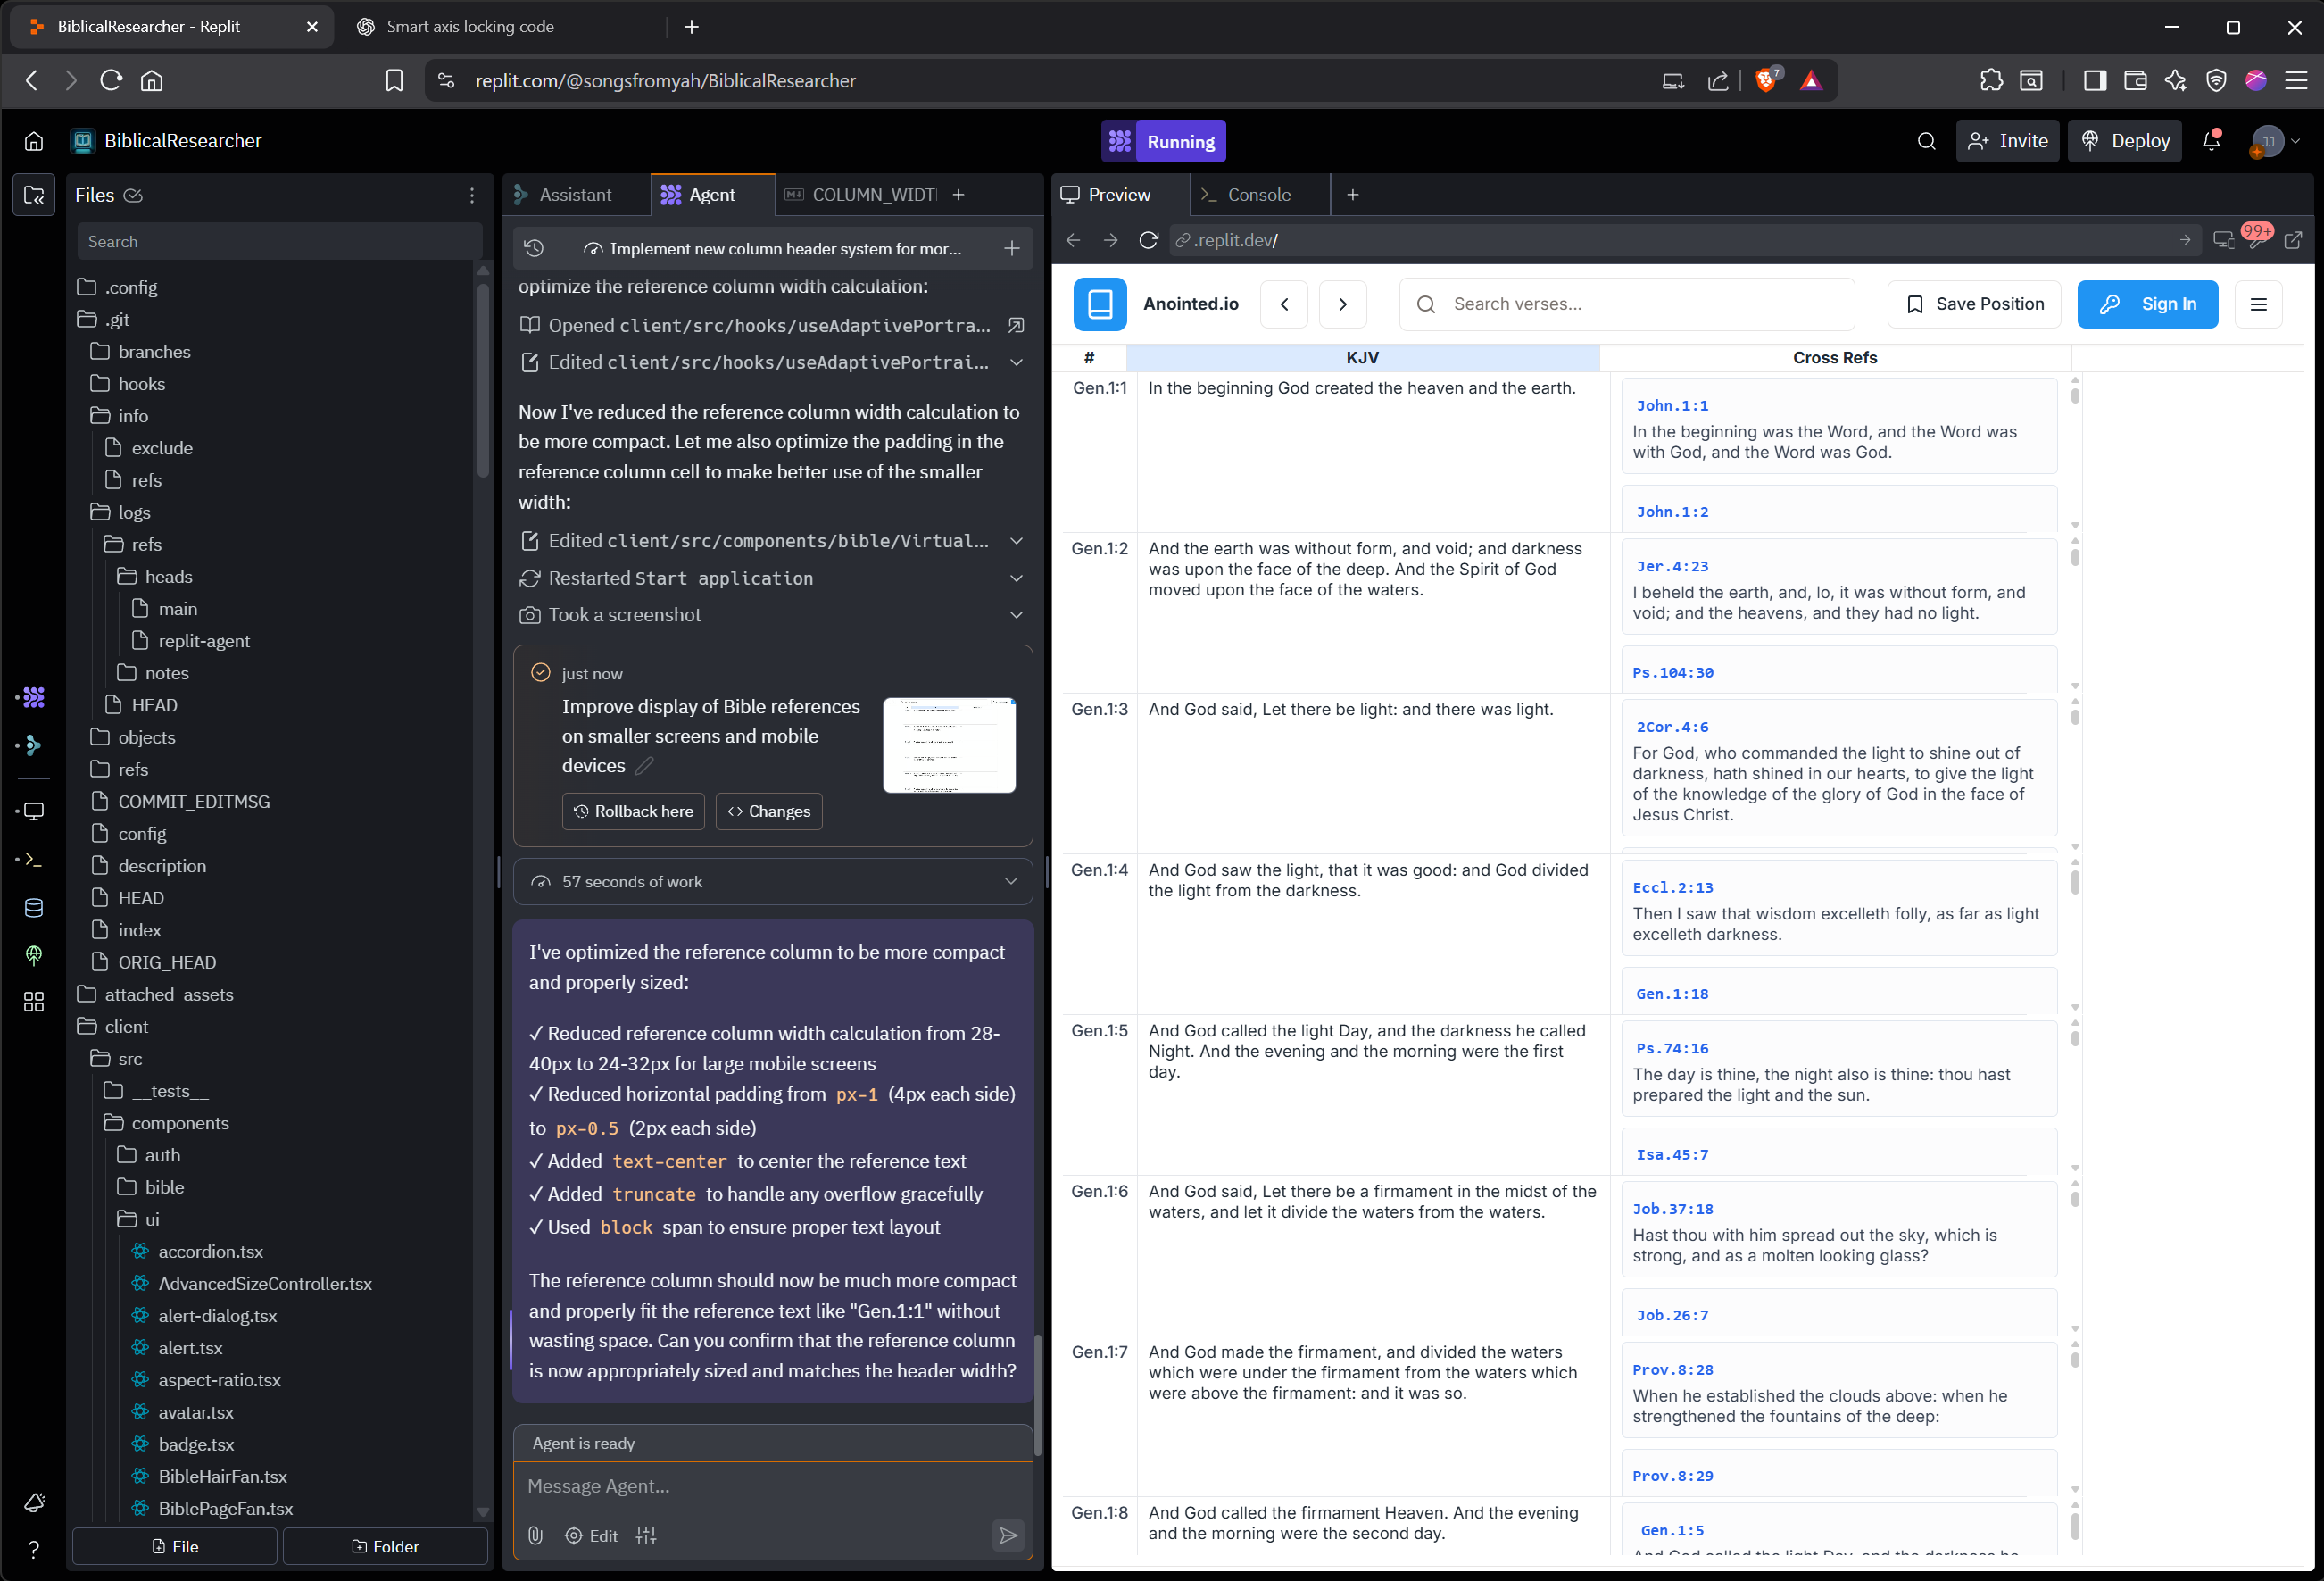 BiblicalResearcher - Replit
Smart axis locking code
replit.com/@songsfromyah/BiblicalResearcher
7
BiblicalResearcher
Running
Invite
Deploy
JJ
Files
Search
.config
.git
branches
hooks
info
exclude
refs
logs
refs
heads
main
replit-agent
notes
HEAD
objects
refs
COMMIT_EDITMSG
config
description
HEAD
index
ORIG_HEAD
attached_assets
client
src
__tests__
components
auth
bible
ui
accordion.tsx
AdvancedSizeController.tsx
alert-dialog.tsx
alert.tsx
aspect-ratio.tsx
avatar.tsx
badge.tsx
BibleHairFan.tsx
BiblePageFan.tsx
File
Folder
Assistant
Agent
COLUMN_WIDT
Implement new column header system for mor...
optimize the reference column width calculation:
Opened client/src/hooks/useAdaptivePortra...
Edited client/src/hooks/useAdaptivePortrai...
Now I've reduced the reference column width calculation to
be more compact. Let me also optimize the padding in the
reference column cell to make better use of the smaller
width:
Edited client/src/components/bible/Virtual...
Restarted Start application
Took a screenshot
just now
Improve display of Bible references
on smaller screens and mobile
devices
Rollback here
Changes
57 seconds of work
I've optimized the reference column to be more compact
and properly sized:
✓ Reduced reference column width calculation from 28-
40px to 24-32px for large mobile screens
✓ Reduced horizontal padding from px-1 (4px each side)
to px-0.5 (2px each side)
✓ Added text-center to center the reference text
✓ Added truncate to handle any overflow gracefully
✓ Used block span to ensure proper text layout
The reference column should now be much more compact
and properly fit the reference text like "Gen.1:1" without
wasting space. Can you confirm that the reference column
is now appropriately sized and matches the header width?
Agent is ready
Message Agent...
Edit
Preview
Console
.replit.dev/
99+
Anointed.io
Search verses...
Save Position
Sign In
#
KJV
Cross Refs
Gen.1:1
In the beginning God created the heaven and the earth.
John.1:1
In the beginning was the Word, and the Word was
with God, and the Word was God.
John.1:2
Gen.1:2
And the earth was without form, and void; and darkness
was upon the face of the deep. And the Spirit of God
moved upon the face of the waters.
Jer.4:23
I beheld the earth, and, lo, it was without form, and
void; and the heavens, and they had no light.
Ps.104:30
Gen.1:3
And God said, Let there be light: and there was light.
2Cor.4:6
For God, who commanded the light to shine out of
darkness, hath shined in our hearts, to give the light
of the knowledge of the glory of God in the face of
Jesus Christ.
Gen.1:4
And God saw the light, that it was good: and God divided
the light from the darkness.
Eccl.2:13
Then I saw that wisdom excelleth folly, as far as light
excelleth darkness.
Gen.1:18
Gen.1:5
And God called the light Day, and the darkness he called
Night. And the evening and the morning were the first
day.
Ps.74:16
The day is thine, the night also is thine: thou hast
prepared the light and the sun.
Isa.45:7
Gen.1:6
And God said, Let there be a firmament in the midst of the
waters, and let it divide the waters from the waters.
Job.37:18
Hast thou with him spread out the sky, which is
strong, and as a molten looking glass?
Job.26:7
Gen.1:7
And God made the firmament, and divided the waters
which were under the firmament from the waters which
were above the firmament: and it was so.
Prov.8:28
When he established the clouds above: when he
strengthened the fountains of the deep:
Prov.8:29
Gen.1:8
And God called the firmament Heaven. And the evening
and the morning were the second day.
Gen.1:5
And God called the light Day, and the darkness he